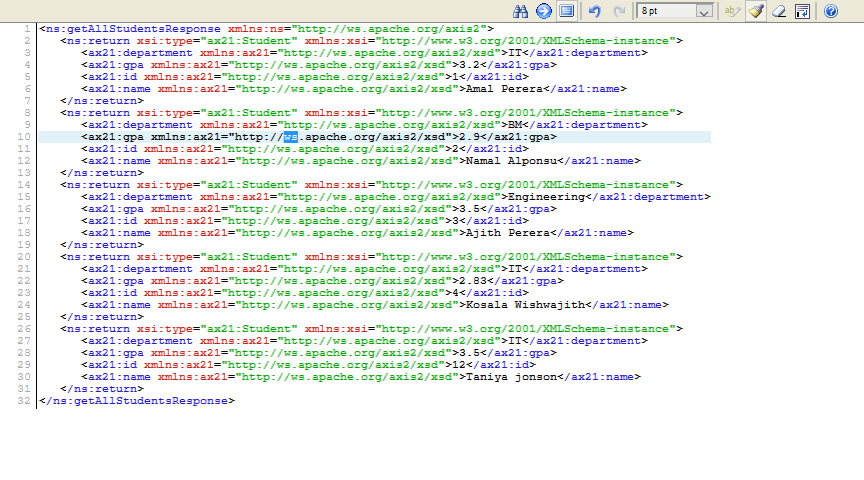 8 pt
1 <ns:getAllStudentsResponse xmlns:ns="http://ws.apache.org/axis2">
2 <ns:return xsi:type="ax21:Student" xmlns:xsi="http://www.w3.org/2001/XMLSchema-instance">
3 <ax21:department xmlns:ax21="http://ws.apache.org/axis2/xsd">IT</ax21:department>
4 <ax21:gpa xmlns:ax21="http://ws.apache.org/axis2/xsd">3.2</ax21:gpa>
5 <ax21:id xmlns:ax21="http://ws.apache.org/axis2/xsd">1</ax21:id>
6 <ax21:name xmlns:ax21="http://ws.apache.org/axis2/xsd">Amal Perera</ax21:name>
7 </ns:return>
8 <ns:return xsi:type="ax21:Student" xmlns:xsi="http://www.w3.org/2001/XMLSchema-instance">
9 <ax21:department xmlns:ax21="http://ws.apache.org/axis2/xsd">BM</ax21:department>
10 <ax21:gpa xmlns:ax21="http://ws.apache.org/axis2/xsd">2.9</ax21:gpa>
11 <ax21:id xmlns:ax21="http://ws.apache.org/axis2/xsd">2</ax21:id>
12 <ax21:name xmlns:ax21="http://ws.apache.org/axis2/xsd">Namal Alponsu</ax21:name>
13 </ns:return>
14 <ns:return xsi:type="ax21:Student" xmlns:xsi="http://www.w3.org/2001/XMLSchema-instance">
15 <ax21:department xmlns:ax21="http://ws.apache.org/axis2/xsd">Engineering</ax21:department>
16 <ax21:gpa xmlns:ax21="http://ws.apache.org/axis2/xsd">3.5</ax21:gpa>
17 <ax21:id xmlns:ax21="http://ws.apache.org/axis2/xsd">3</ax21:id>
18 <ax21:name xmlns:ax21="http://ws.apache.org/axis2/xsd">Ajith Perera</ax21:name>
19 </ns:return>
20 <ns:return xsi:type="ax21:Student" xmlns:xsi="http://www.w3.org/2001/XMLSchema-instance">
21 <ax21:department xmlns:ax21="http://ws.apache.org/axis2/xsd">IT</ax21:department>
22 <ax21:gpa xmlns:ax21="http://ws.apache.org/axis2/xsd">2.83</ax21:gpa>
23 <ax21:id xmlns:ax21="http://ws.apache.org/axis2/xsd">4</ax21:id>
24 <ax21:name xmlns:ax21="http://ws.apache.org/axis2/xsd">Kosala Wishwajith</ax21:name>
25 </ns:return>
26 <ns:return xsi:type="ax21:Student" xmlns:xsi="http://www.w3.org/2001/XMLSchema-instance">
27 <ax21:department xmlns:ax21="http://ws.apache.org/axis2/xsd">IT</ax21:department>
28 <ax21:gpa xmlns:ax21="http://ws.apache.org/axis2/xsd">3.5</ax21:gpa>
29 <ax21:id xmlns:ax21="http://ws.apache.org/axis2/xsd">12</ax21:id>
30 <ax21:name xmlns:ax21="http://ws.apache.org/axis2/xsd">Taniya jonson</ax21:name>
31 </ns:return>
32 </ns:getAllStudentsResponse>